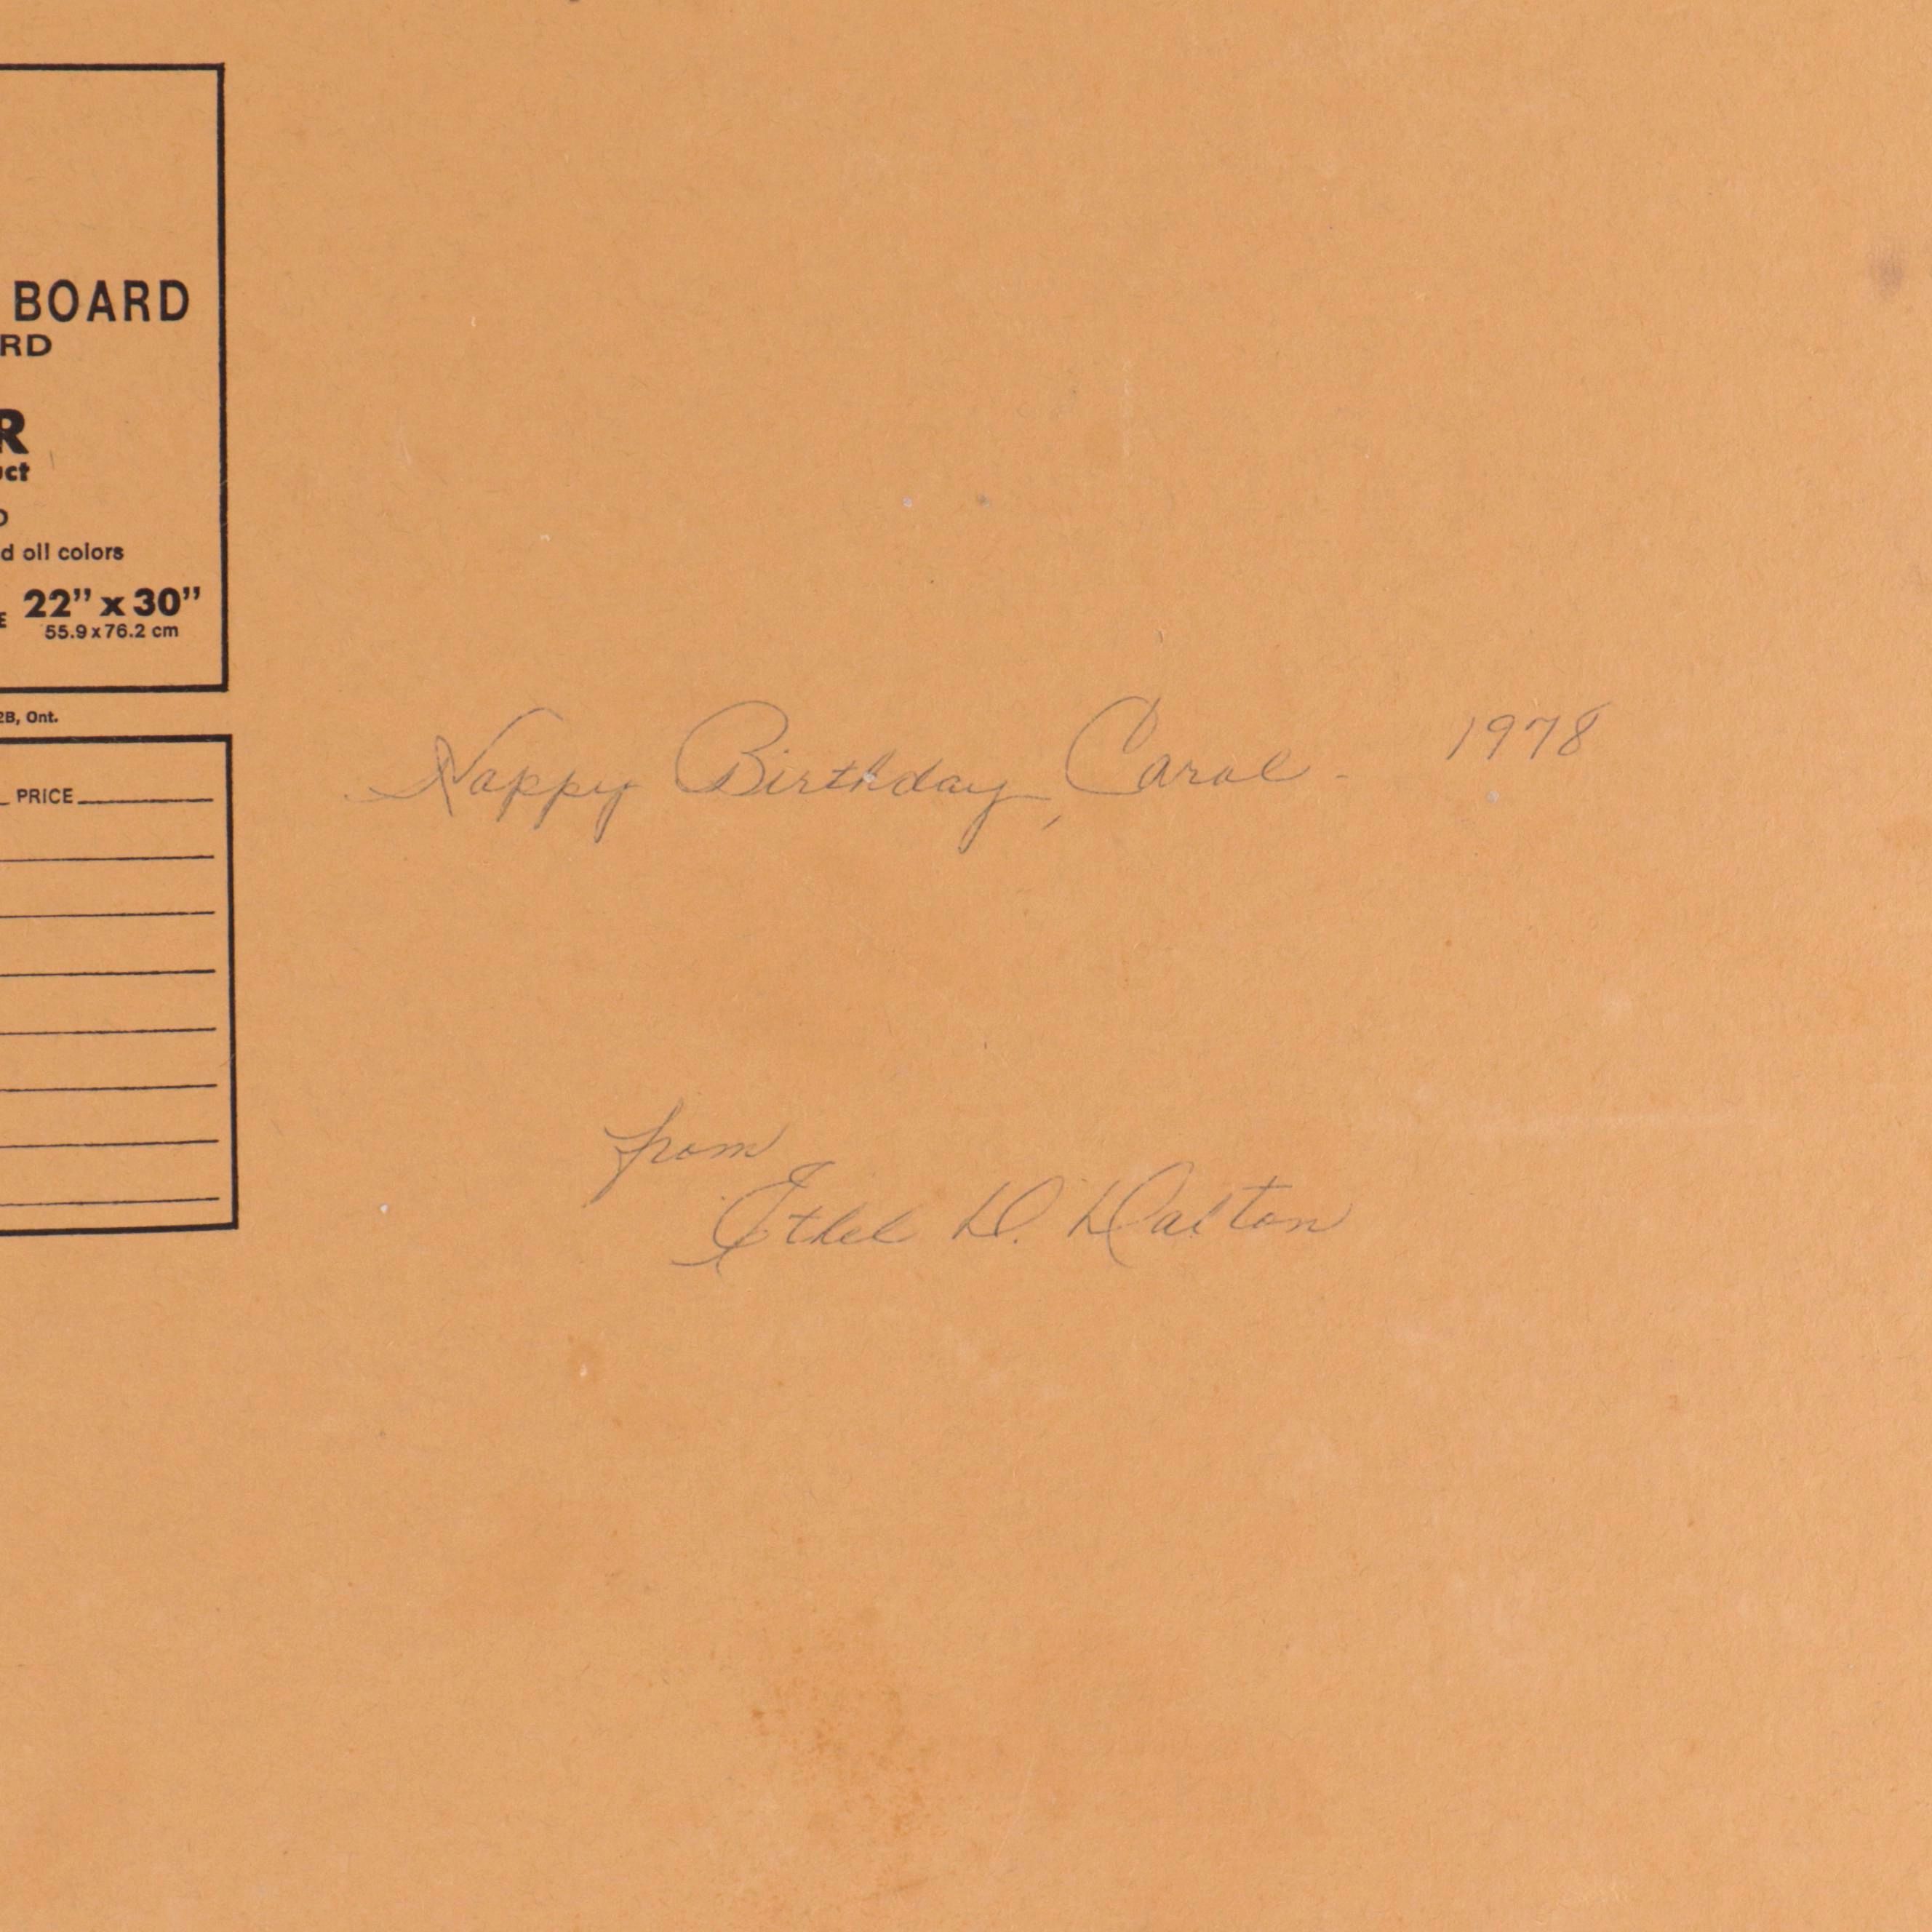 BOARD
RD
R
uct
D
d oil colors
E 22” x 30”
55.9 x 76.2 cm
2B, Ont.
PRICE
Happy Birthday, Carol - 1978
from
Ethel D. Dalton